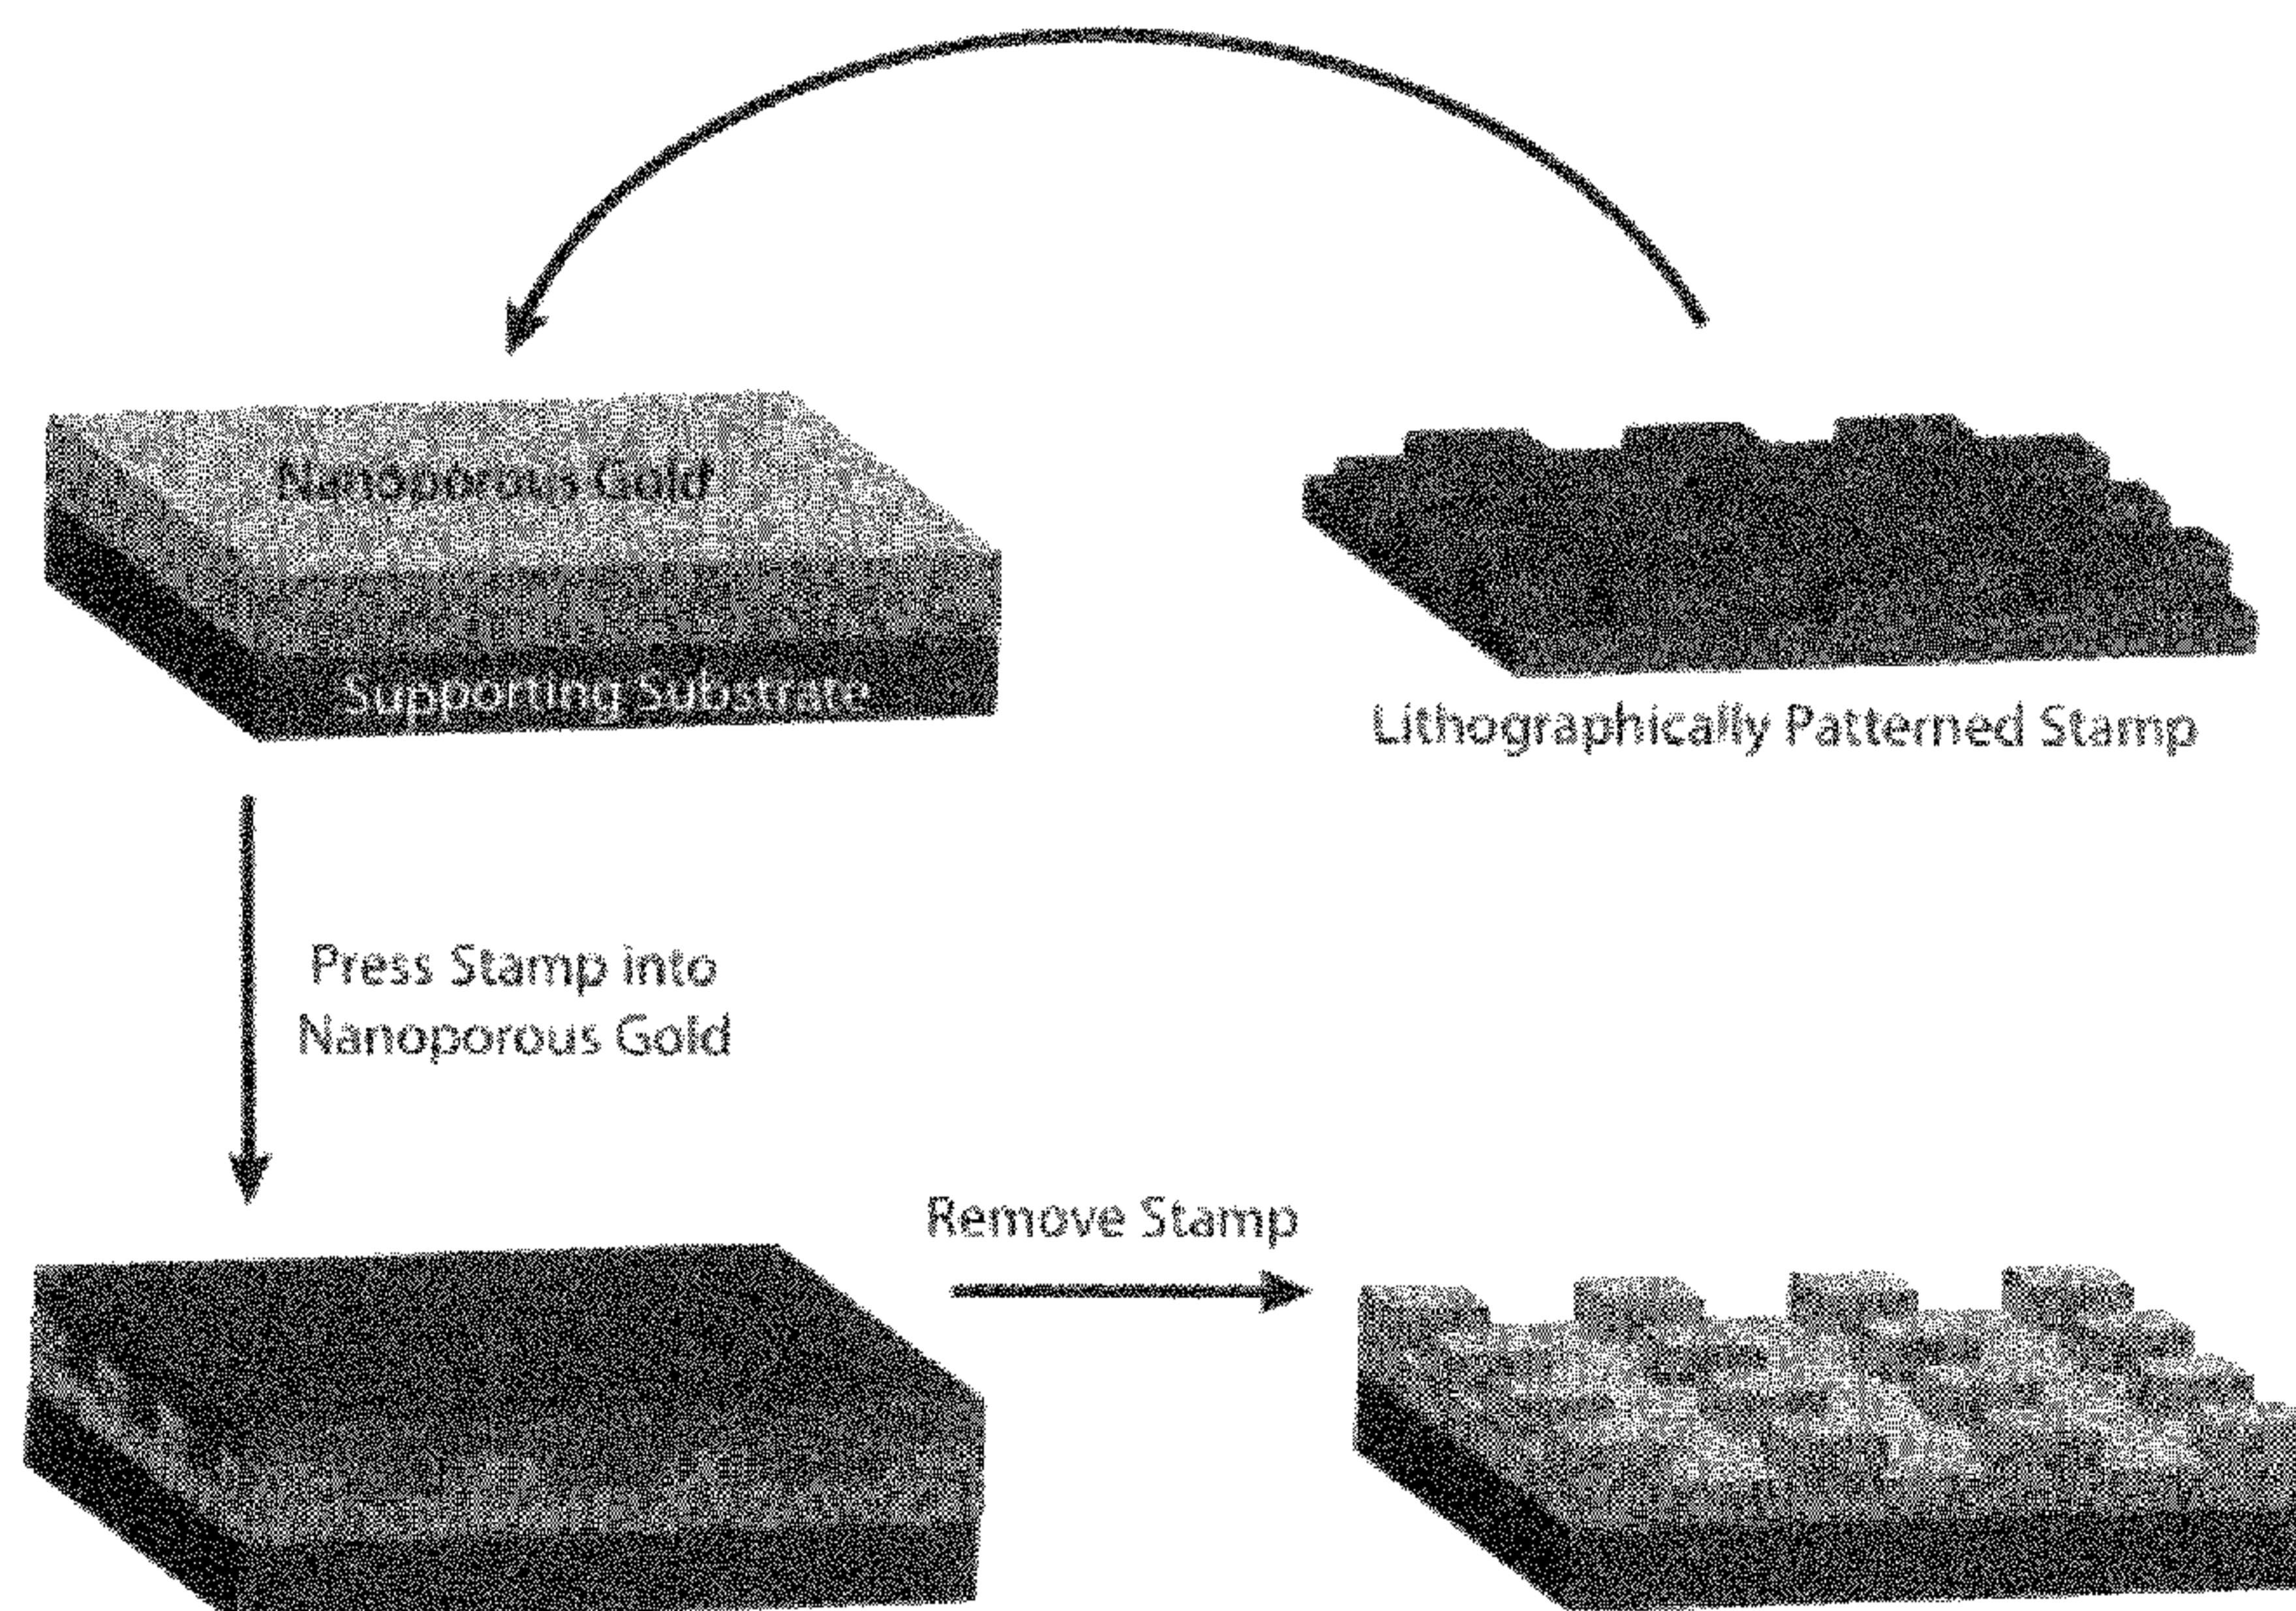 Nanoporous Gold
Supporting Substrate
Lithographically Patterned Stamp
Press Stamp into
Nanoporous Gold
Remove Stamp